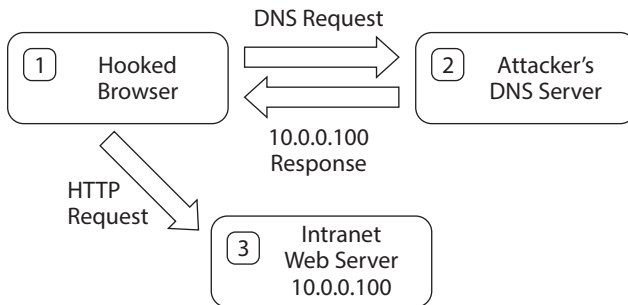 DNS Request
1
Hooked
Browser
2
Attacker's
DNS Server
10.0.0.100
Response
HTTP
Request
3
Intranet
Web Server
10.0.0.100